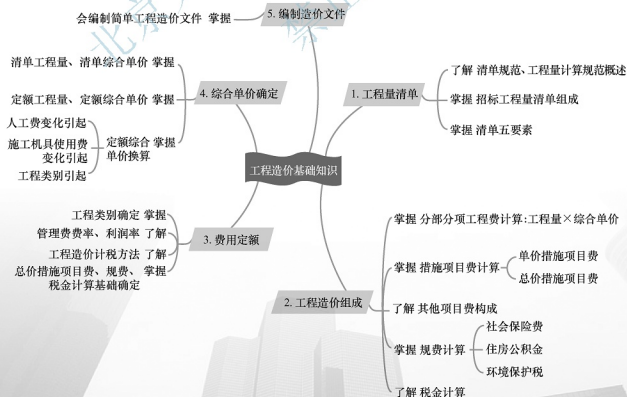 工程造价基础知识
1. 工程量清单
了解 清单规范、工程量计算规范概述
掌握 招标工程量清单组成
掌握 清单五要素
2. 工程造价组成
掌握 分部分项工程费计算:工程量×综合单价
掌握 措施项目费计算
单价措施项目费
总价措施项目费
了解 其他项目费构成
掌握 规费计算
社会保险费
住房公积金
环境保护税
了解 税金计算
3. 费用定额
工程类别确定 掌握
管理费费率、利润率 了解
工程造价计税方法 了解
总价措施项目费、规费、 掌握
税金计算基础确定
4. 综合单价确定
清单工程量、清单综合单价 掌握
定额工程量、定额综合单价 掌握
定额综合 掌握
单价换算
人工费变化引起
施工机具使用费
变化引起
工程类别引起
5. 编制造价文件
会编制简单工程造价文件 掌握